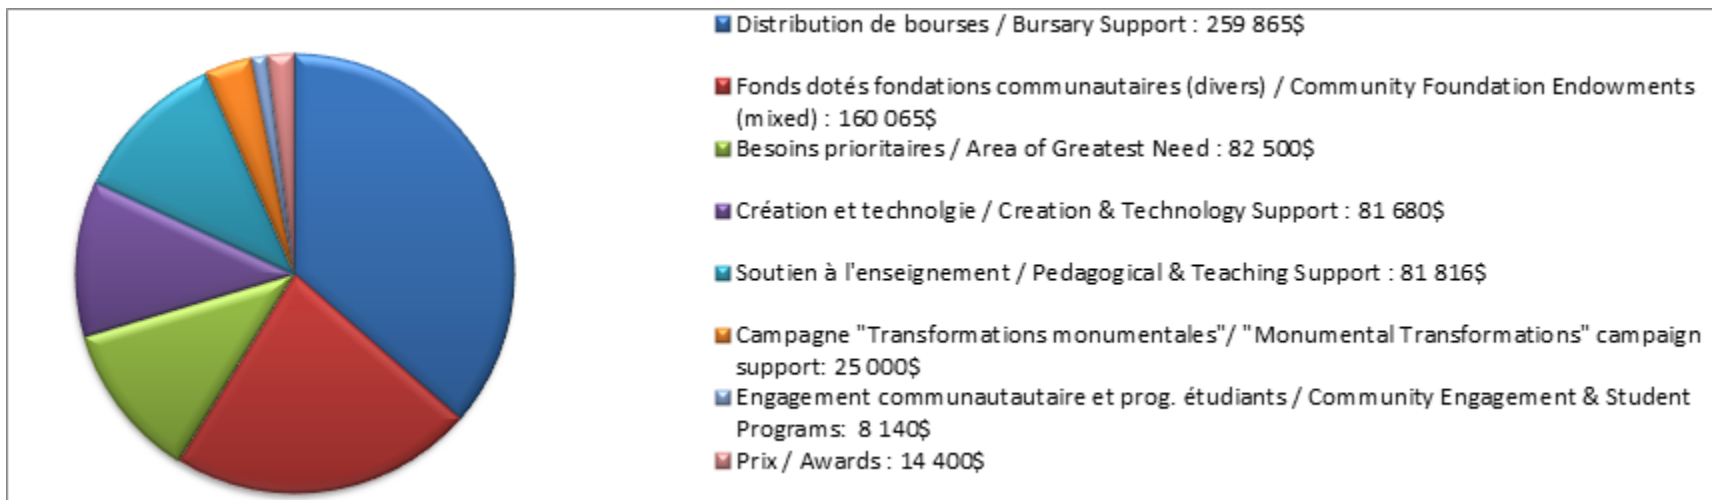 Distribution de bourses / Bursary Support : 259 865$
Fonds dotés fondations communautaires (divers) / Community Foundation Endowments
(mixed) : 160 065$
Besoins prioritaires / Area of Greatest Need : 82 500$
Création et technolgie / Creation & Technology Support : 81 680$
Soutien à l'enseignement / Pedagogical & Teaching Support : 81 816$
Campagne "Transformations monumentales"/ "Monumental Transformations" campaign
support: 25 000$
Engagement communautautaire et prog. étudiants / Community Engagement & Student
Programs: 8 140$
Prix / Awards : 14 400$